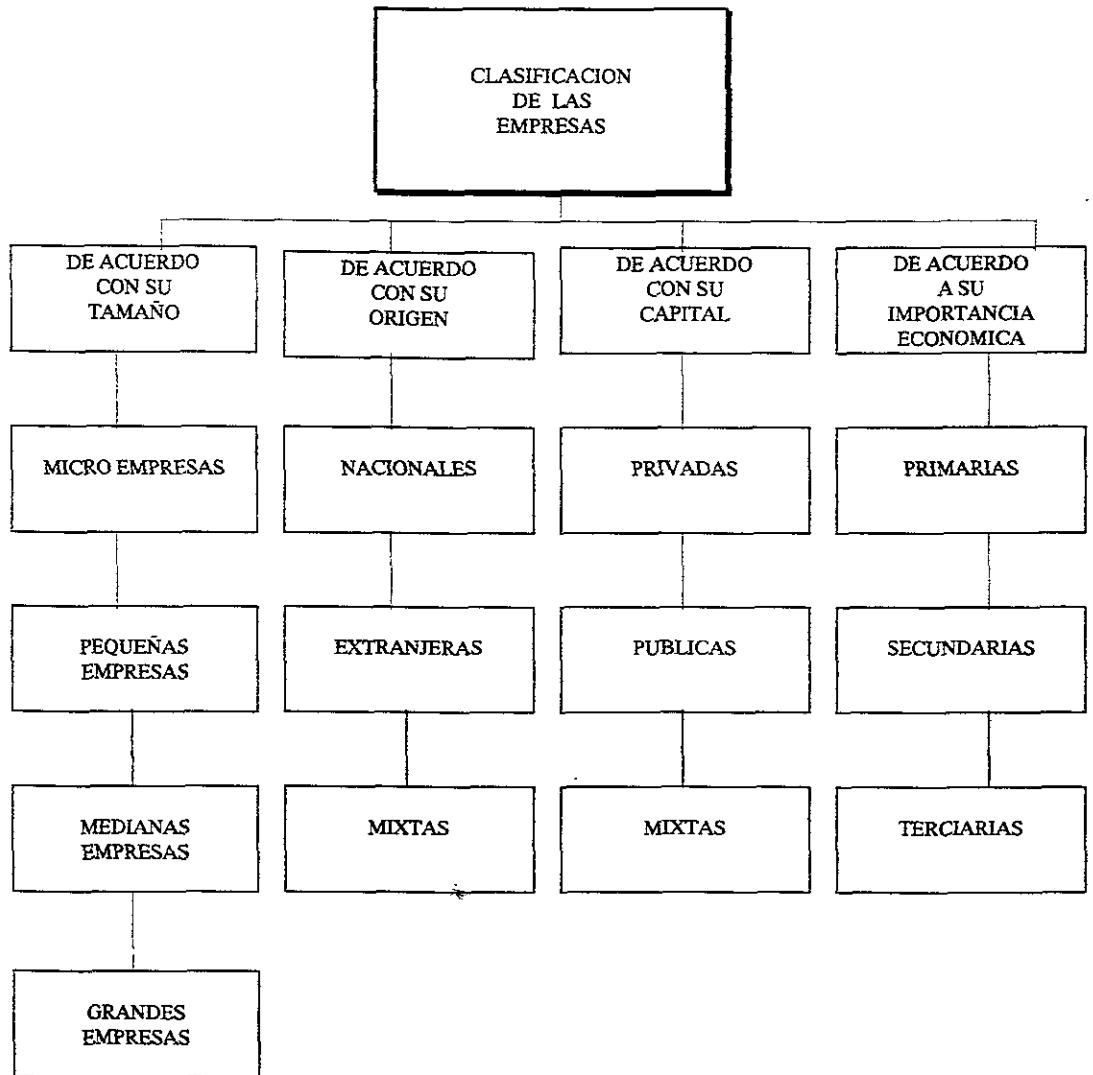 CLASIFICACION
DE LAS
EMPRESAS
DE ACUERDO
CON SU
TAMAÑO
DE ACUERDO
CON SU
ORIGEN
DE ACUERDO
CON SU
CAPITAL
DE ACUERDO
A SU
IMPORTANCIA
ECONOMICA
MICRO EMPRESAS
NACIONALES
PRIVADAS
PRIMARIAS
PEQUEÑAS
EMPRESAS
EXTRANJERAS
PUBLICAS
SECUNDARIAS
MEDIANAS
EMPRESAS
MIXTAS
MIXTAS
TERCIARIAS
GRANDES
EMPRESAS